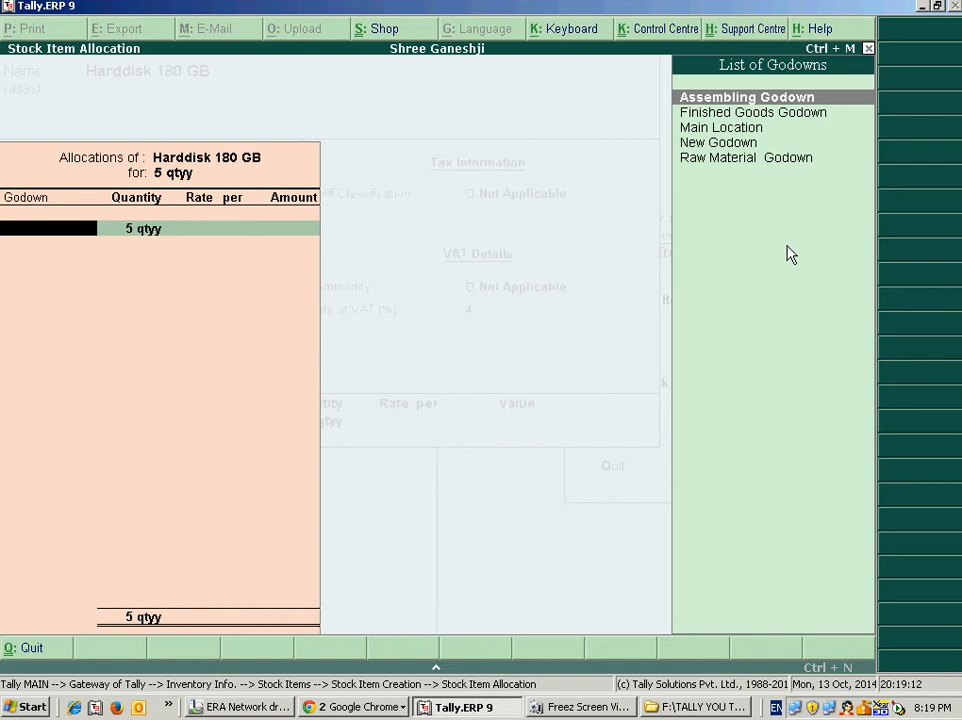 Tally.ERP 9
P: Print E: Export M: E-Mail O: Upload S: Shop G: Language K: Keyboard K: Control Centre H: Support Centre H: Help
Stock Item Allocation Shree Ganeshji Ctrl + M
Name Harddisk 180 GB
(alias)
List of Godowns
Assembling Godown
Finished Goods Godown
Main Location
New Godown
Raw Material Godown
Allocations of : Harddisk 180 GB
for: 5 qtyy
Godown Quantity Rate per Amount
5 qtyy
5 qtyy
Tax Information
Classification Not Applicable
VAT Details
Not Applicable
of VAT (%) 4
Rate per Value
qtyy
Quit
Q: Quit
Ctrl + N
Tally MAIN --> Gateway of Tally --> Inventory Info. --> Stock Items --> Stock Item Creation --> Stock Item Allocation (c) Tally Solutions Pvt. Ltd., 1988-201 Mon, 13 Oct, 2014 20:19:12
Start » ERA Network dr... 2 Google Chrome Tally.ERP 9 Freez Screen Vi... F:\TALLY YOU T... EN 8:19 PM